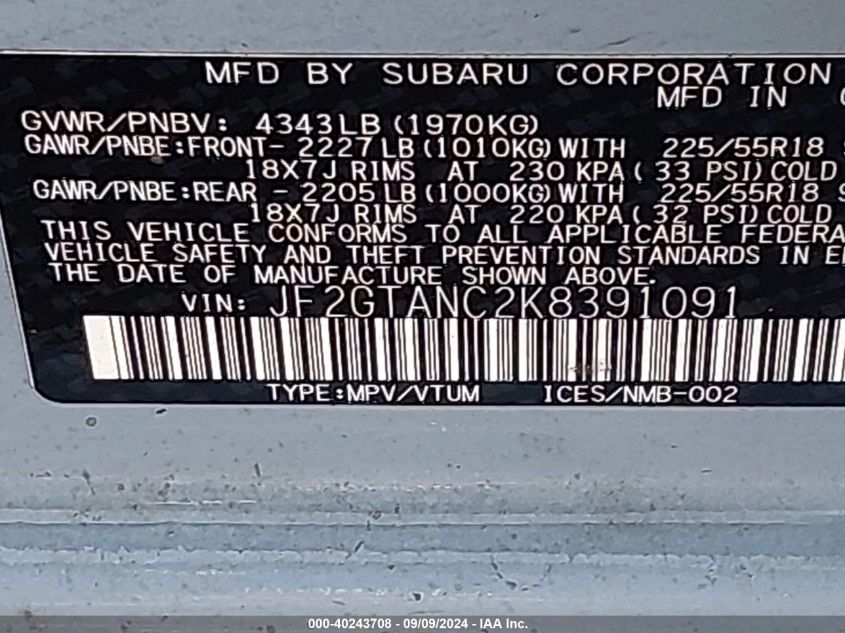 MFD BY SUBARU CORPORATION
MFD IN
GVWR/PNBV: 4343LB (1970KG)
GAWR/PNBE:FRONT- 2227LB(1010KG)WITH 225/55R18
18X7J RIMS AT 230 KPA( 33 PSI)COLD
GAWR/PNBE:REAR - 2205LB(1000KG)WITH 225/55R18
18X7J RIMS AT 220 KPA( 32 PSI)COLD
THIS VEHICLE CONFORMS TO ALL APPLICABLE FEDERA
VEHICLE SAFETY AND THEFT PREVENTION STANDARDS IN
THE DATE OF MANUFACTURE SHOWN ABOVE.
VIN: JF2GTANC2K8391091
TYPE:MPV/VTUM ICES/NMB-002
000-40243708 - 09/09/2024 - IAA Inc.